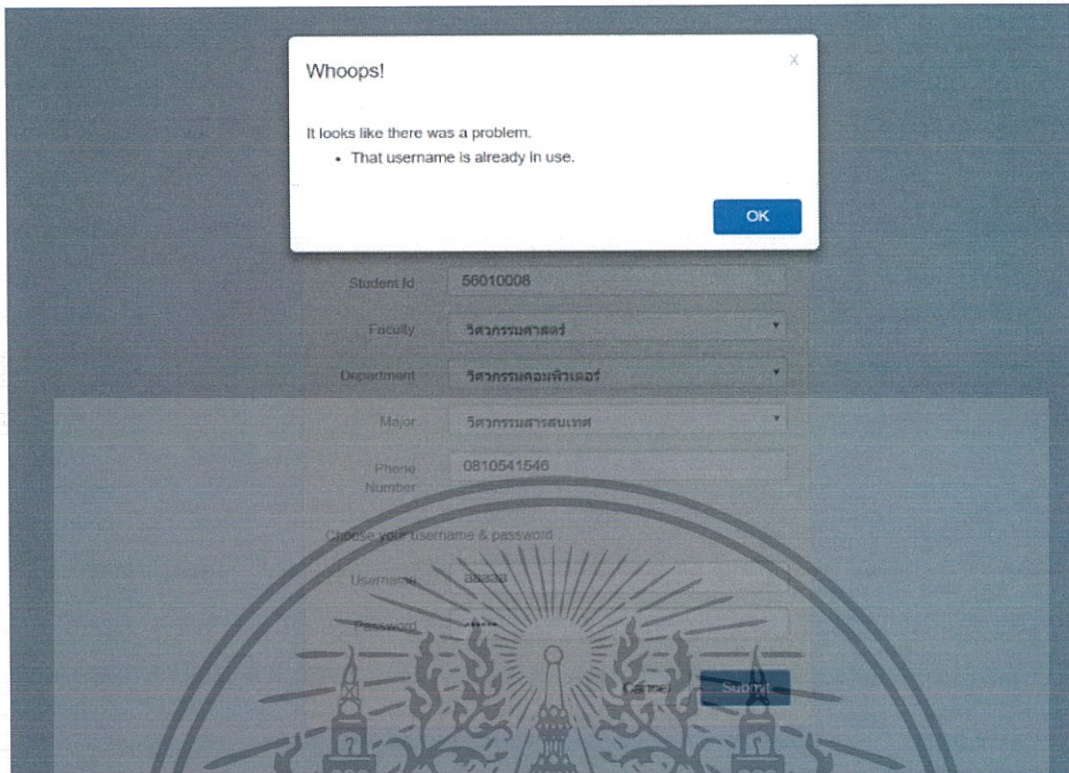 Whoops!
X
It looks like there was a problem.
• That username is already in use.
OK
Student Id 56010008
Faculty วิศวกรรมศาสตร์
Department วิศวกรรมคอมพิวเตอร์
Major วิศวกรรมสารสนเทศ
Phone Number 0810541546
Choose your username & password
Username aaaaa
Password ••••••
Cancel Submit